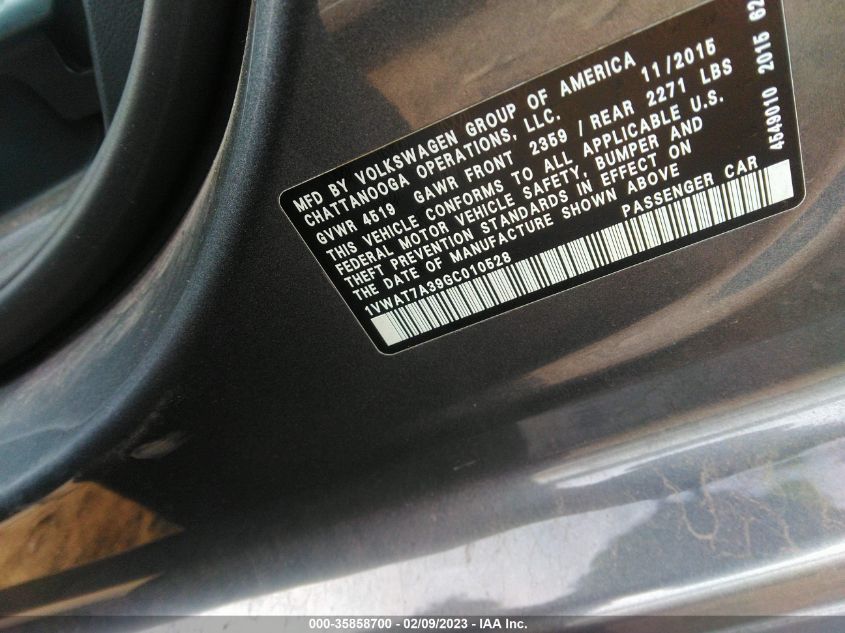 MFD BY VOLKSWAGEN GROUP OF AMERICA
CHATTANOOGA OPERATIONS, LLC. 11/2015
GVWR 4519 GAWR FRONT 2359 / REAR 2271 LBS
THIS VEHICLE CONFORMS TO ALL APPLICABLE U.S.
FEDERAL MOTOR VEHICLE SAFETY, BUMPER AND
THEFT PREVENTION STANDARDS IN EFFECT ON
THE DATE OF MANUFACTURE SHOWN ABOVE
1VWAT7A39GC010528 PASSENGER CAR
4549010 2015 62
000-35858700 / 02/09/2023 - IAA Inc.